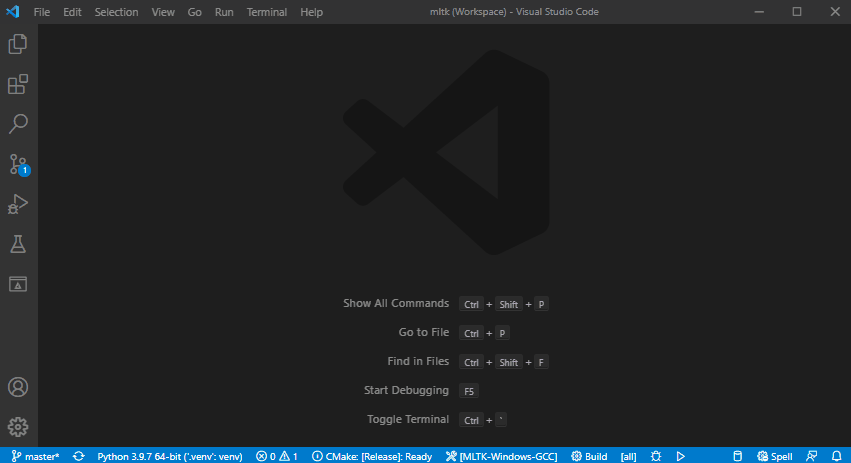 File Edit Selection View Go Run Terminal Help mltk (Workspace) - Visual Studio Code
1
Show All Commands Ctrl + Shift + P
Go to File Ctrl + P
Find in Files Ctrl + Shift + F
Start Debugging F5
Toggle Terminal Ctrl + `
master* Python 3.9.7 64-bit ('.venv': venv) 0 1 CMake: [Release]: Ready [MLTK-Windows-GCC] Build [all] Spell